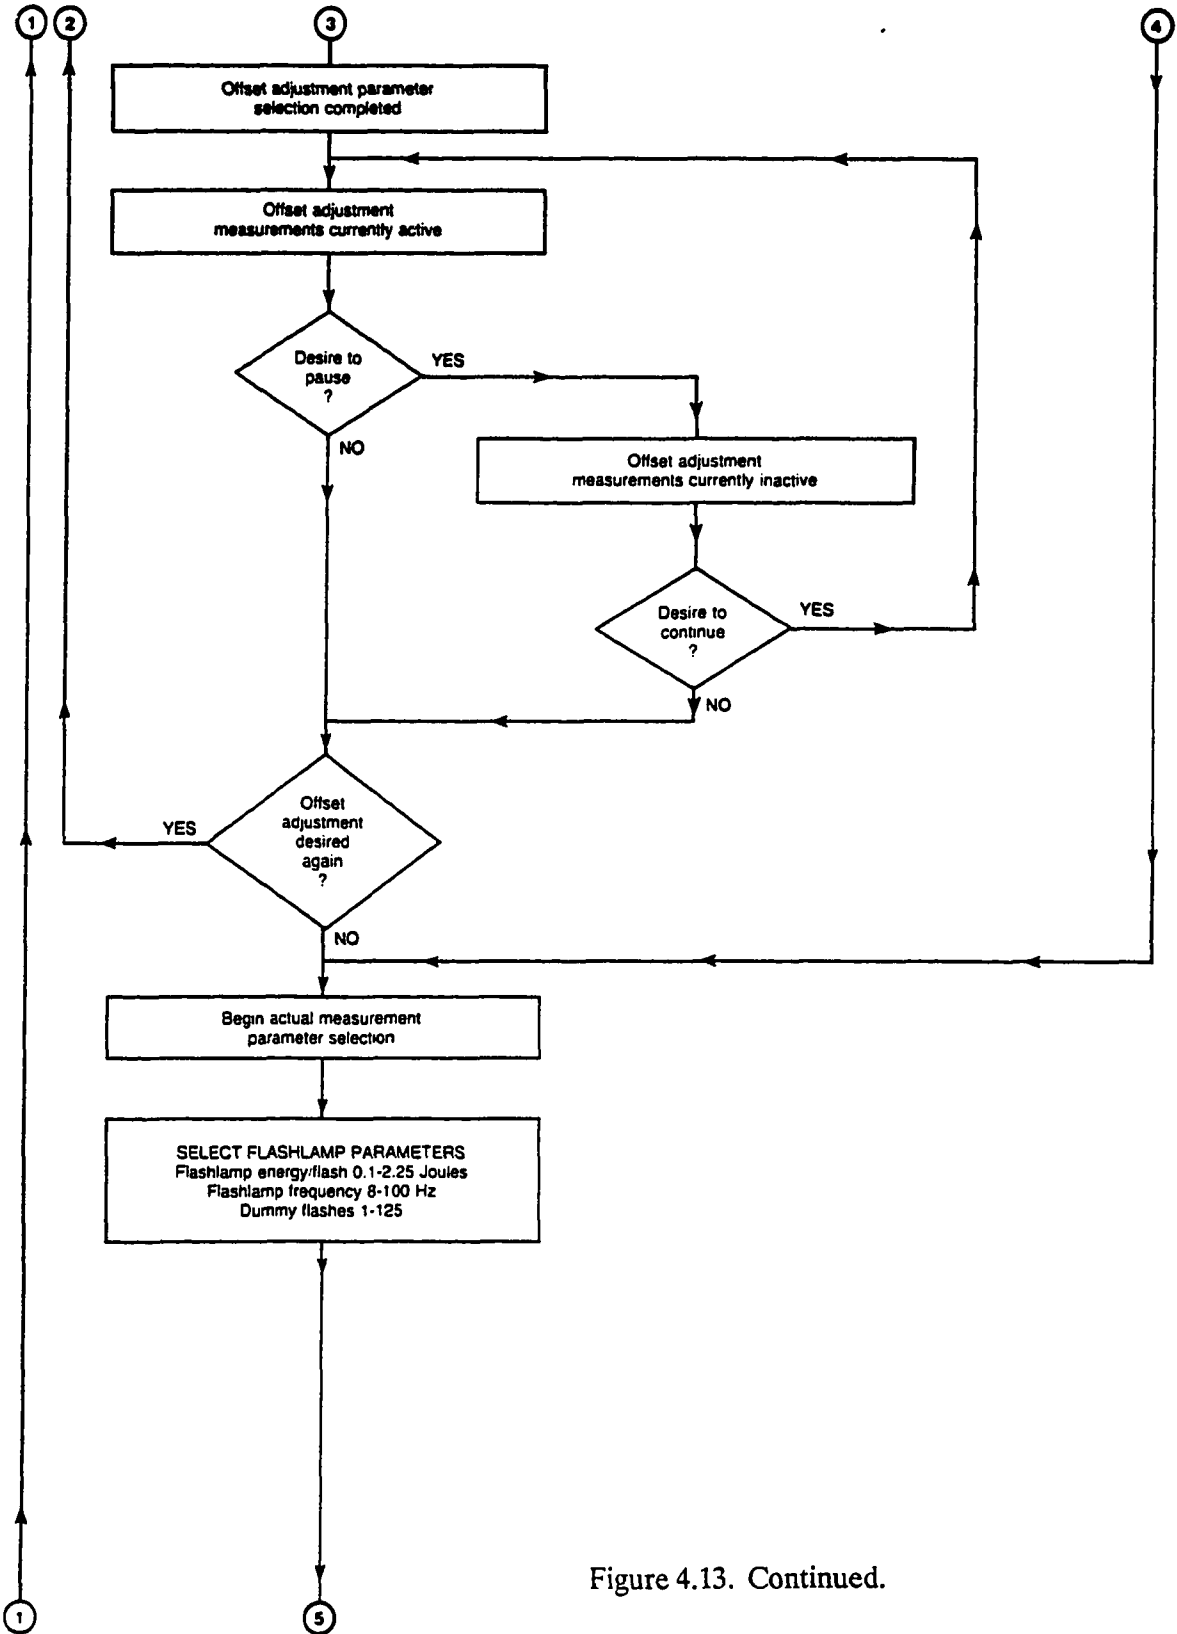 1 2 3 4
Offset adjustment parameter
selection completed
Offset adjustment
measurements currently active
Desire to
pause
?
YES
NO
Offset adjustment
measurements currently inactive
Desire to
continue
?
YES
NO
Offset
adjustment
desired
again
?
YES
NO
Begin actual measurement
parameter selection
SELECT FLASHLAMP PARAMETERS
Flashlamp energy/flash 0.1-2.25 Joules
Flashlamp frequency 8-100 Hz
Dummy flashes 1-125
Figure 4.13. Continued.
1 5